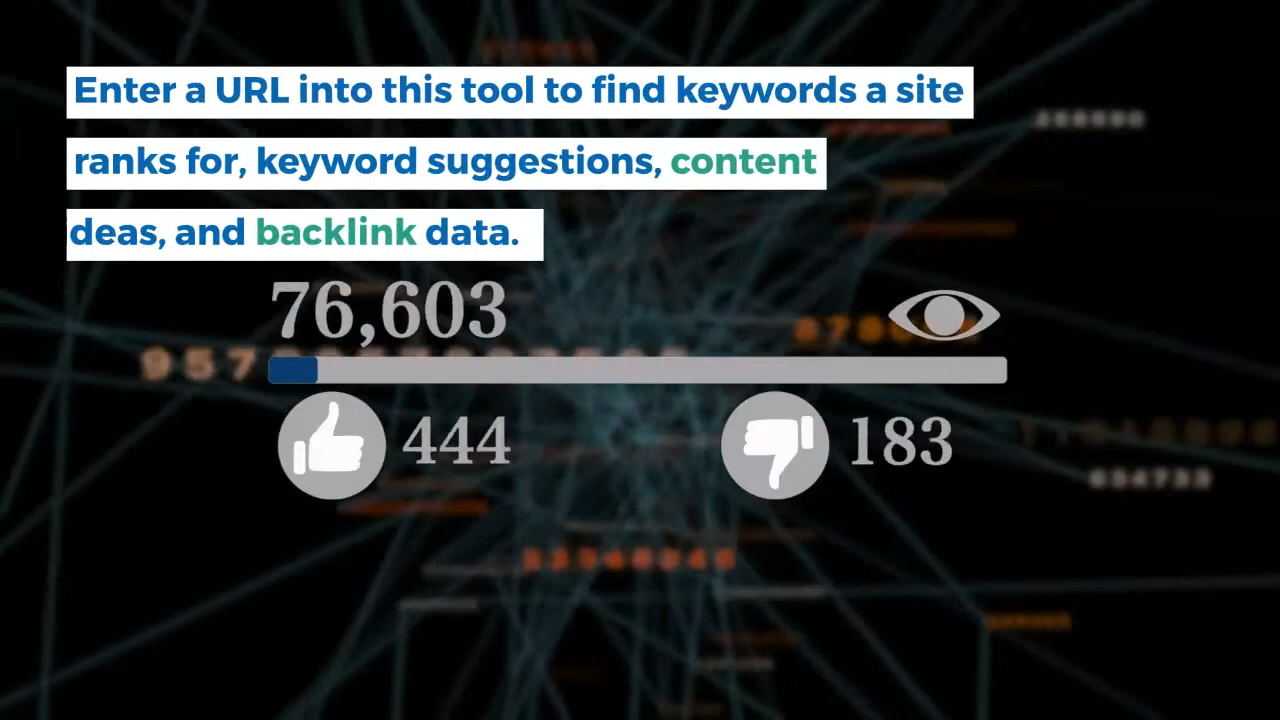 Enter a URL into this tool to find keywords a site
ranks for, keyword suggestions, content
deas, and backlink data.
76,603
957
444
183